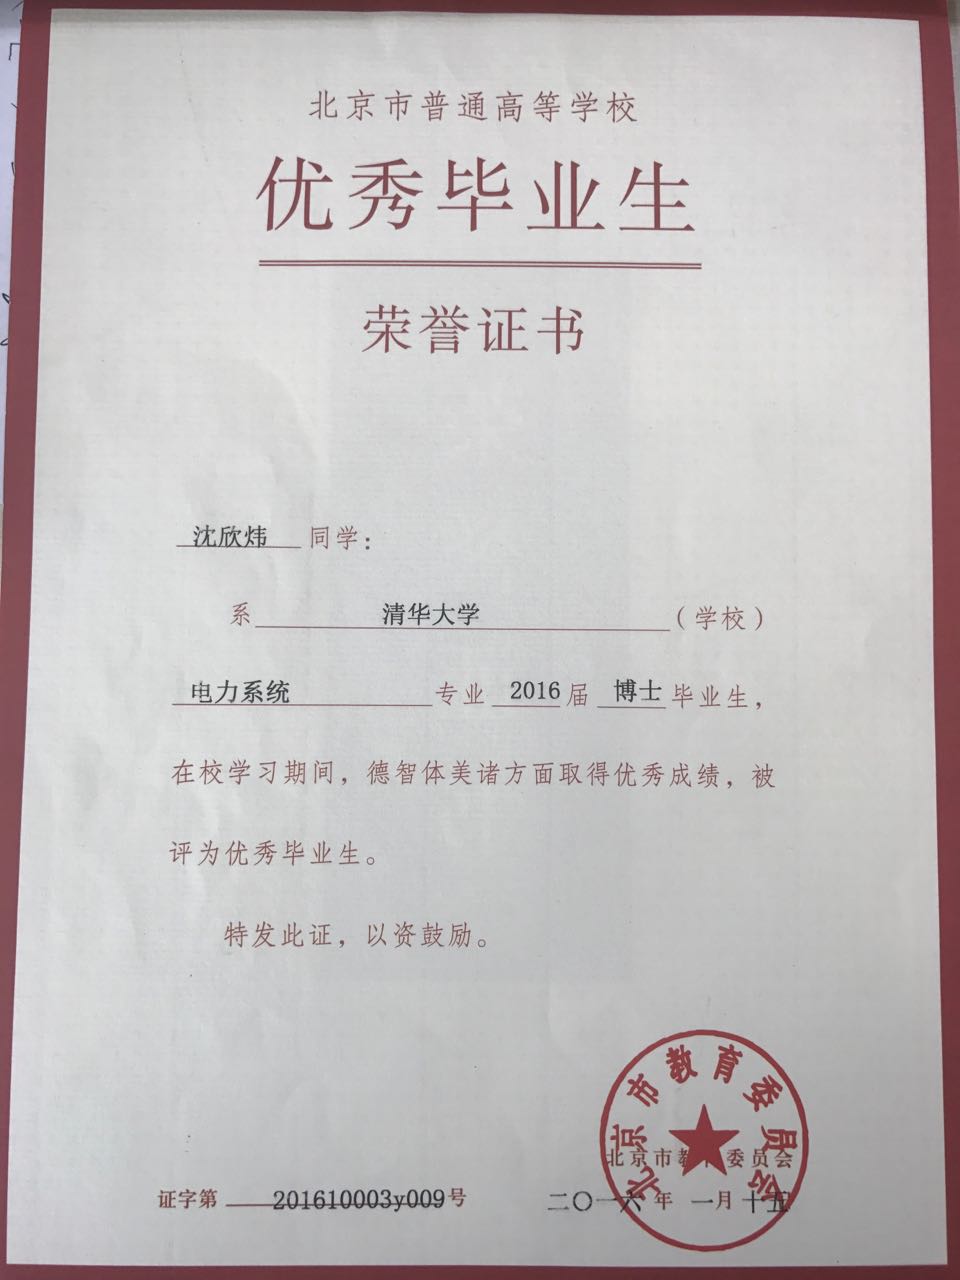 北京市普通高等学校
优秀毕业生
荣誉证书
沈欣炜 同学：
系 清华大学 （学校）
电力系统 专业 2016 届 博士 毕业生，
在校学习期间，德智体美诸方面取得优秀成绩，被
评为优秀毕业生。
特发此证，以资鼓励。
北京市教育委员会
北京市教育委员会
证字第 201610003y009 号
二〇一六年 一月十五日